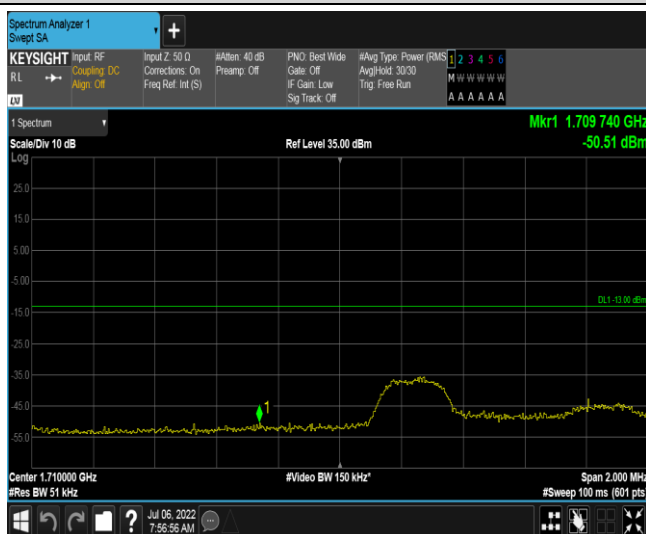 Spectrum Analyzer 1
Swept SA
+
KEYSIGHT
RL
LXI
Input: RF
Coupling: DC
Align: Off
Input Z: 50 Ω
Corrections: On
Freq Ref: Int (S)
#Atten: 40 dB
Preamp: Off
PNO: Best Wide
Gate: Off
IF Gain: Low
Sig Track: Off
#Avg Type: Power (RMS
Avg|Hold: 30/30
Trig: Free Run
1 2 3 4 5 6
M W W W W W
A A A A A A
1 Spectrum
Scale/Div 10 dB
Ref Level 35.00 dBm
Mkr1 1.709 740 GHz
-50.51 dBm
Log
25.0
15.0
5.00
-5.00
-15.0
-25.0
-35.0
-45.0
-55.0
DL1 -13.00 dBm
1
Center 1.710000 GHz
#Res BW 51 kHz
#Video BW 150 kHz*
Span 2.000 MHz
#Sweep 100 ms (601 pts)
?
Jul 06, 2022
7:56:56 AM